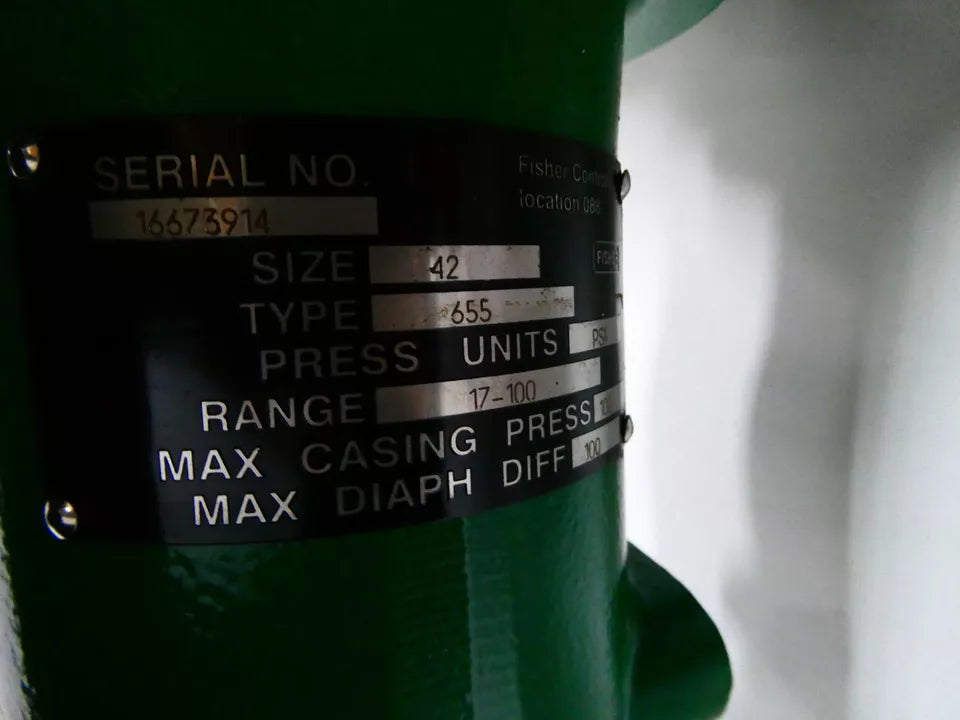 SERIAL NO.
16673914
Fisher
location 088
SIZE 42
TYPE 655
PRESS UNITS PSI
RANGE 17-100
MAX CASING PRESS
MAX DIAPH DIFF 100